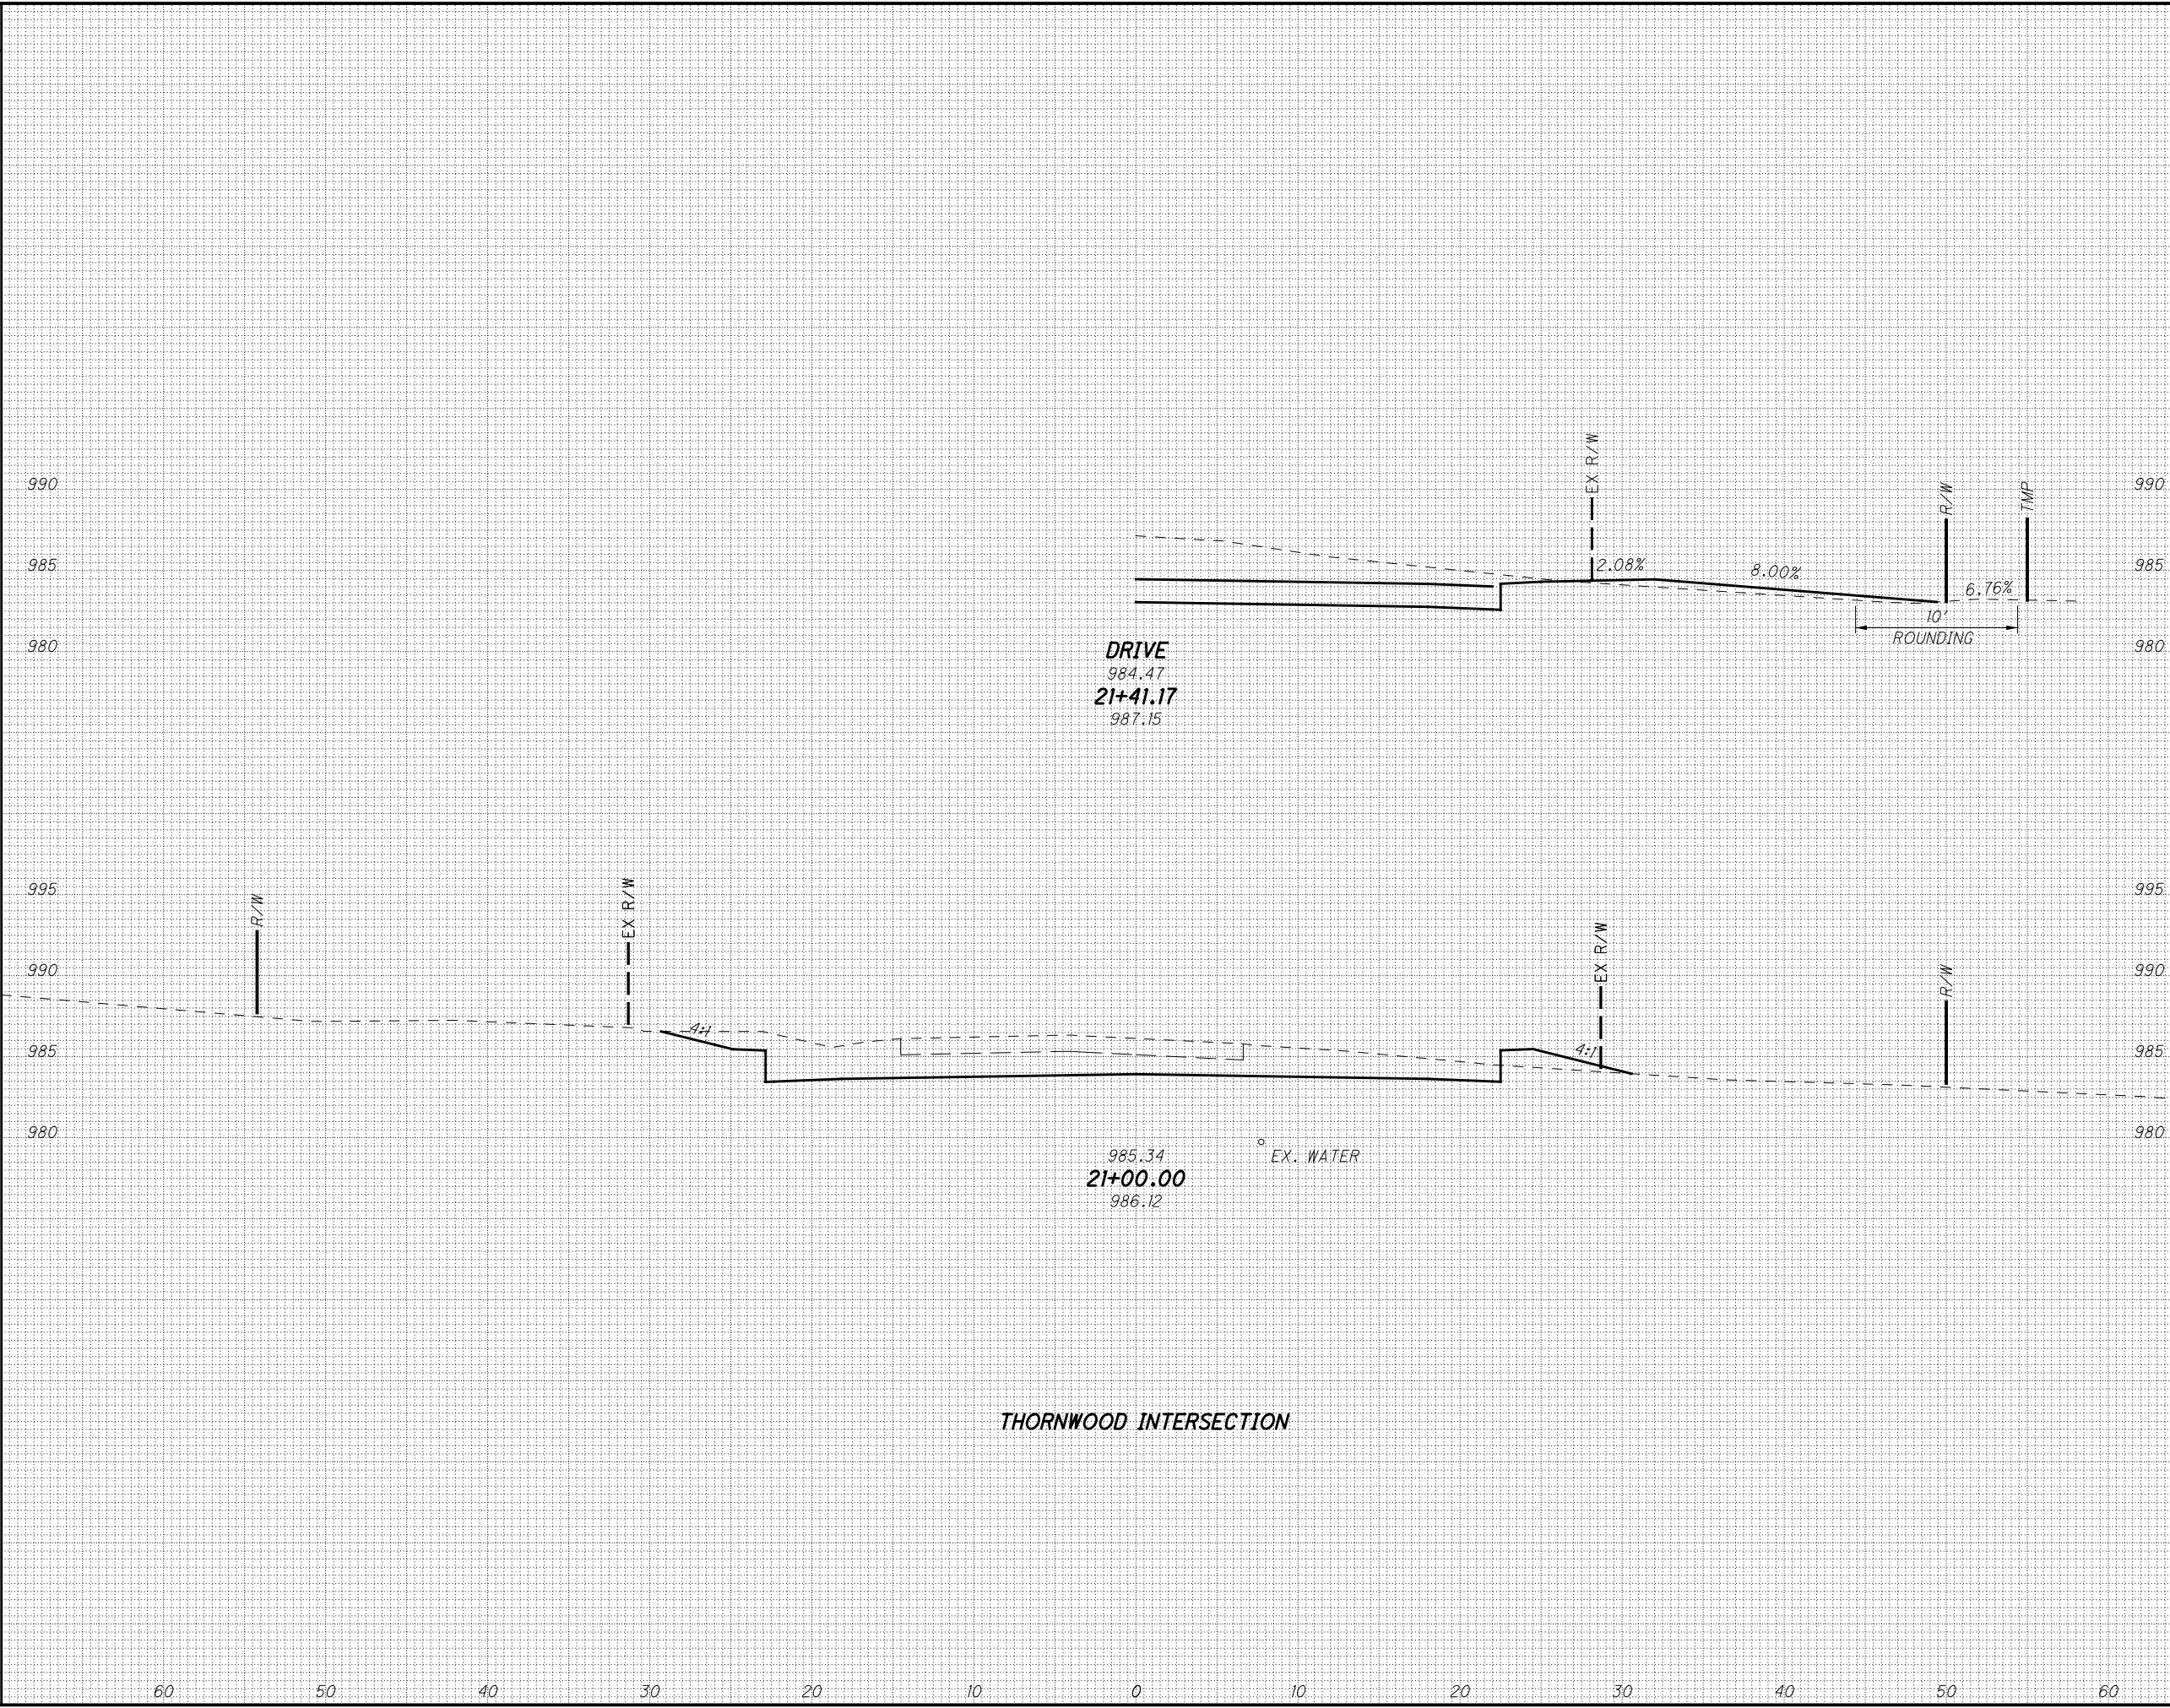 EX R/W
990
R/W
TMP
990
985
2.08%
8.00%
985
6.76%
10'
980
ROUNDING
980
DRIVE
984.47
21+41.17
987.15
995
R/W
EX R/W
EX R/W
995
990
R/W
990
985
4:1
4:1
985
980
980
985.34
EX. WATER
21+00.00
986.12
THORNWOOD INTERSECTION
60 50 40 30 20 10 0 10 20 30 40 50 60